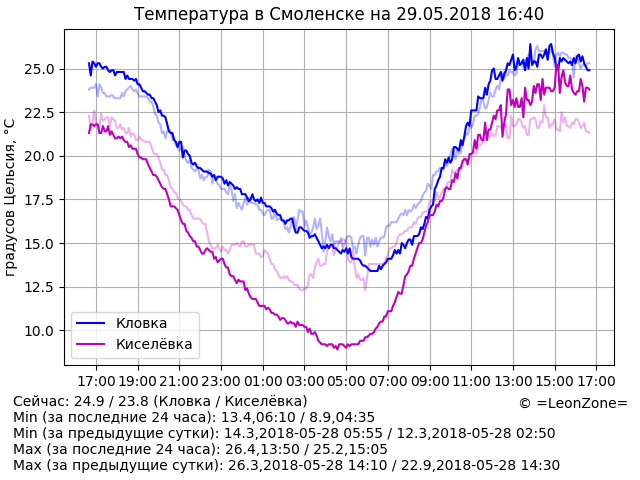 Температура в Смоленске на 29.05.2018 16:40
градусов Цельсия, °C
25.0
22.5
20.0
17.5
15.0
12.5
10.0
Кловка
Киселёвка
17:00 19:00 21:00 23:00 01:00 03:00 05:00 07:00 09:00 11:00 13:00 15:00 17:00
Сейчас: 24.9 / 23.8 (Кловка / Киселёвка)
© =LeonZone=
Min (за последние 24 часа): 13.4,06:10 / 8.9,04:35
Min (за предыдущие сутки): 14.3,2018-05-28 05:55 / 12.3,2018-05-28 02:50
Max (за последние 24 часа): 26.4,13:50 / 25.2,15:05
Max (за предыдущие сутки): 26.3,2018-05-28 14:10 / 22.9,2018-05-28 14:30